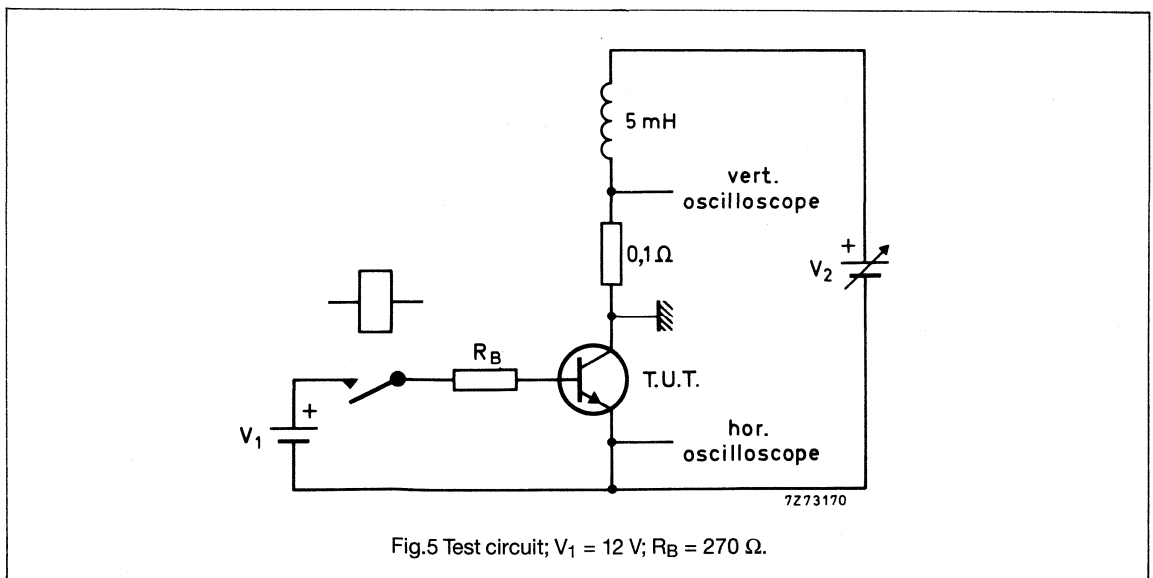 5 mH
vert.
oscilloscope
0,1 Ω
+
V2
RB
T.U.T.
+
V1
hor.
oscilloscope
7Z73170
Fig.5 Test circuit; V1 = 12 V; RB = 270 Ω.